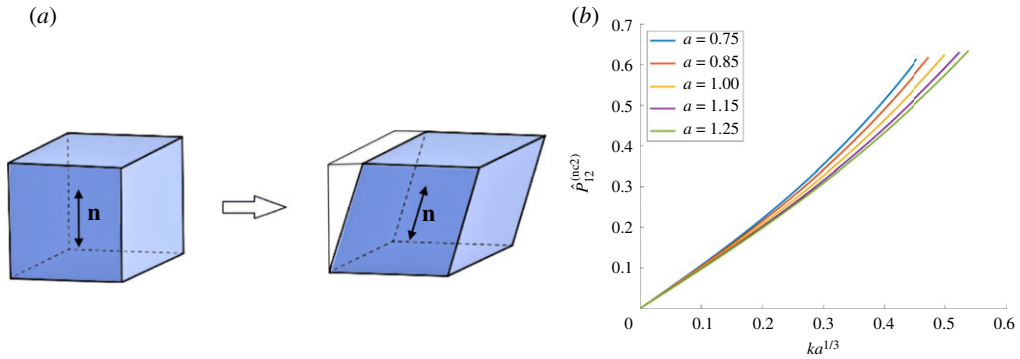 (a)
n
n
(b)
0.7
0.6
0.5
0.4
0.3
0.2
0.1
0
0.1 0.2 0.3 0.4 0.5 0.6
P̂₁₂⁽ⁿᶜ²⁾
ka¹ᐟ³
a = 0.75
a = 0.85
a = 1.00
a = 1.15
a = 1.25